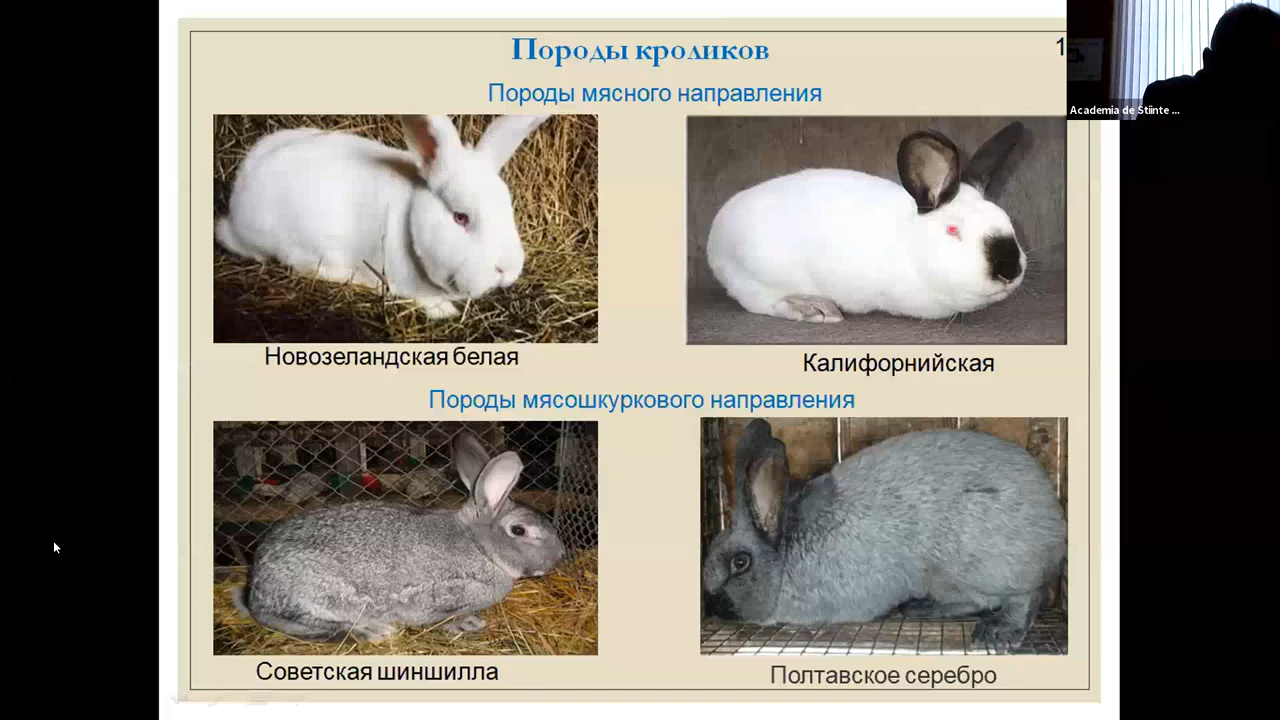 Породы кроликов
1
Academia de Stiinte ...
Породы мясного направления
Новозеландская белая
Калифорнийская
Породы мясошкуркового направления
Советская шиншилла
Полтавское серебро